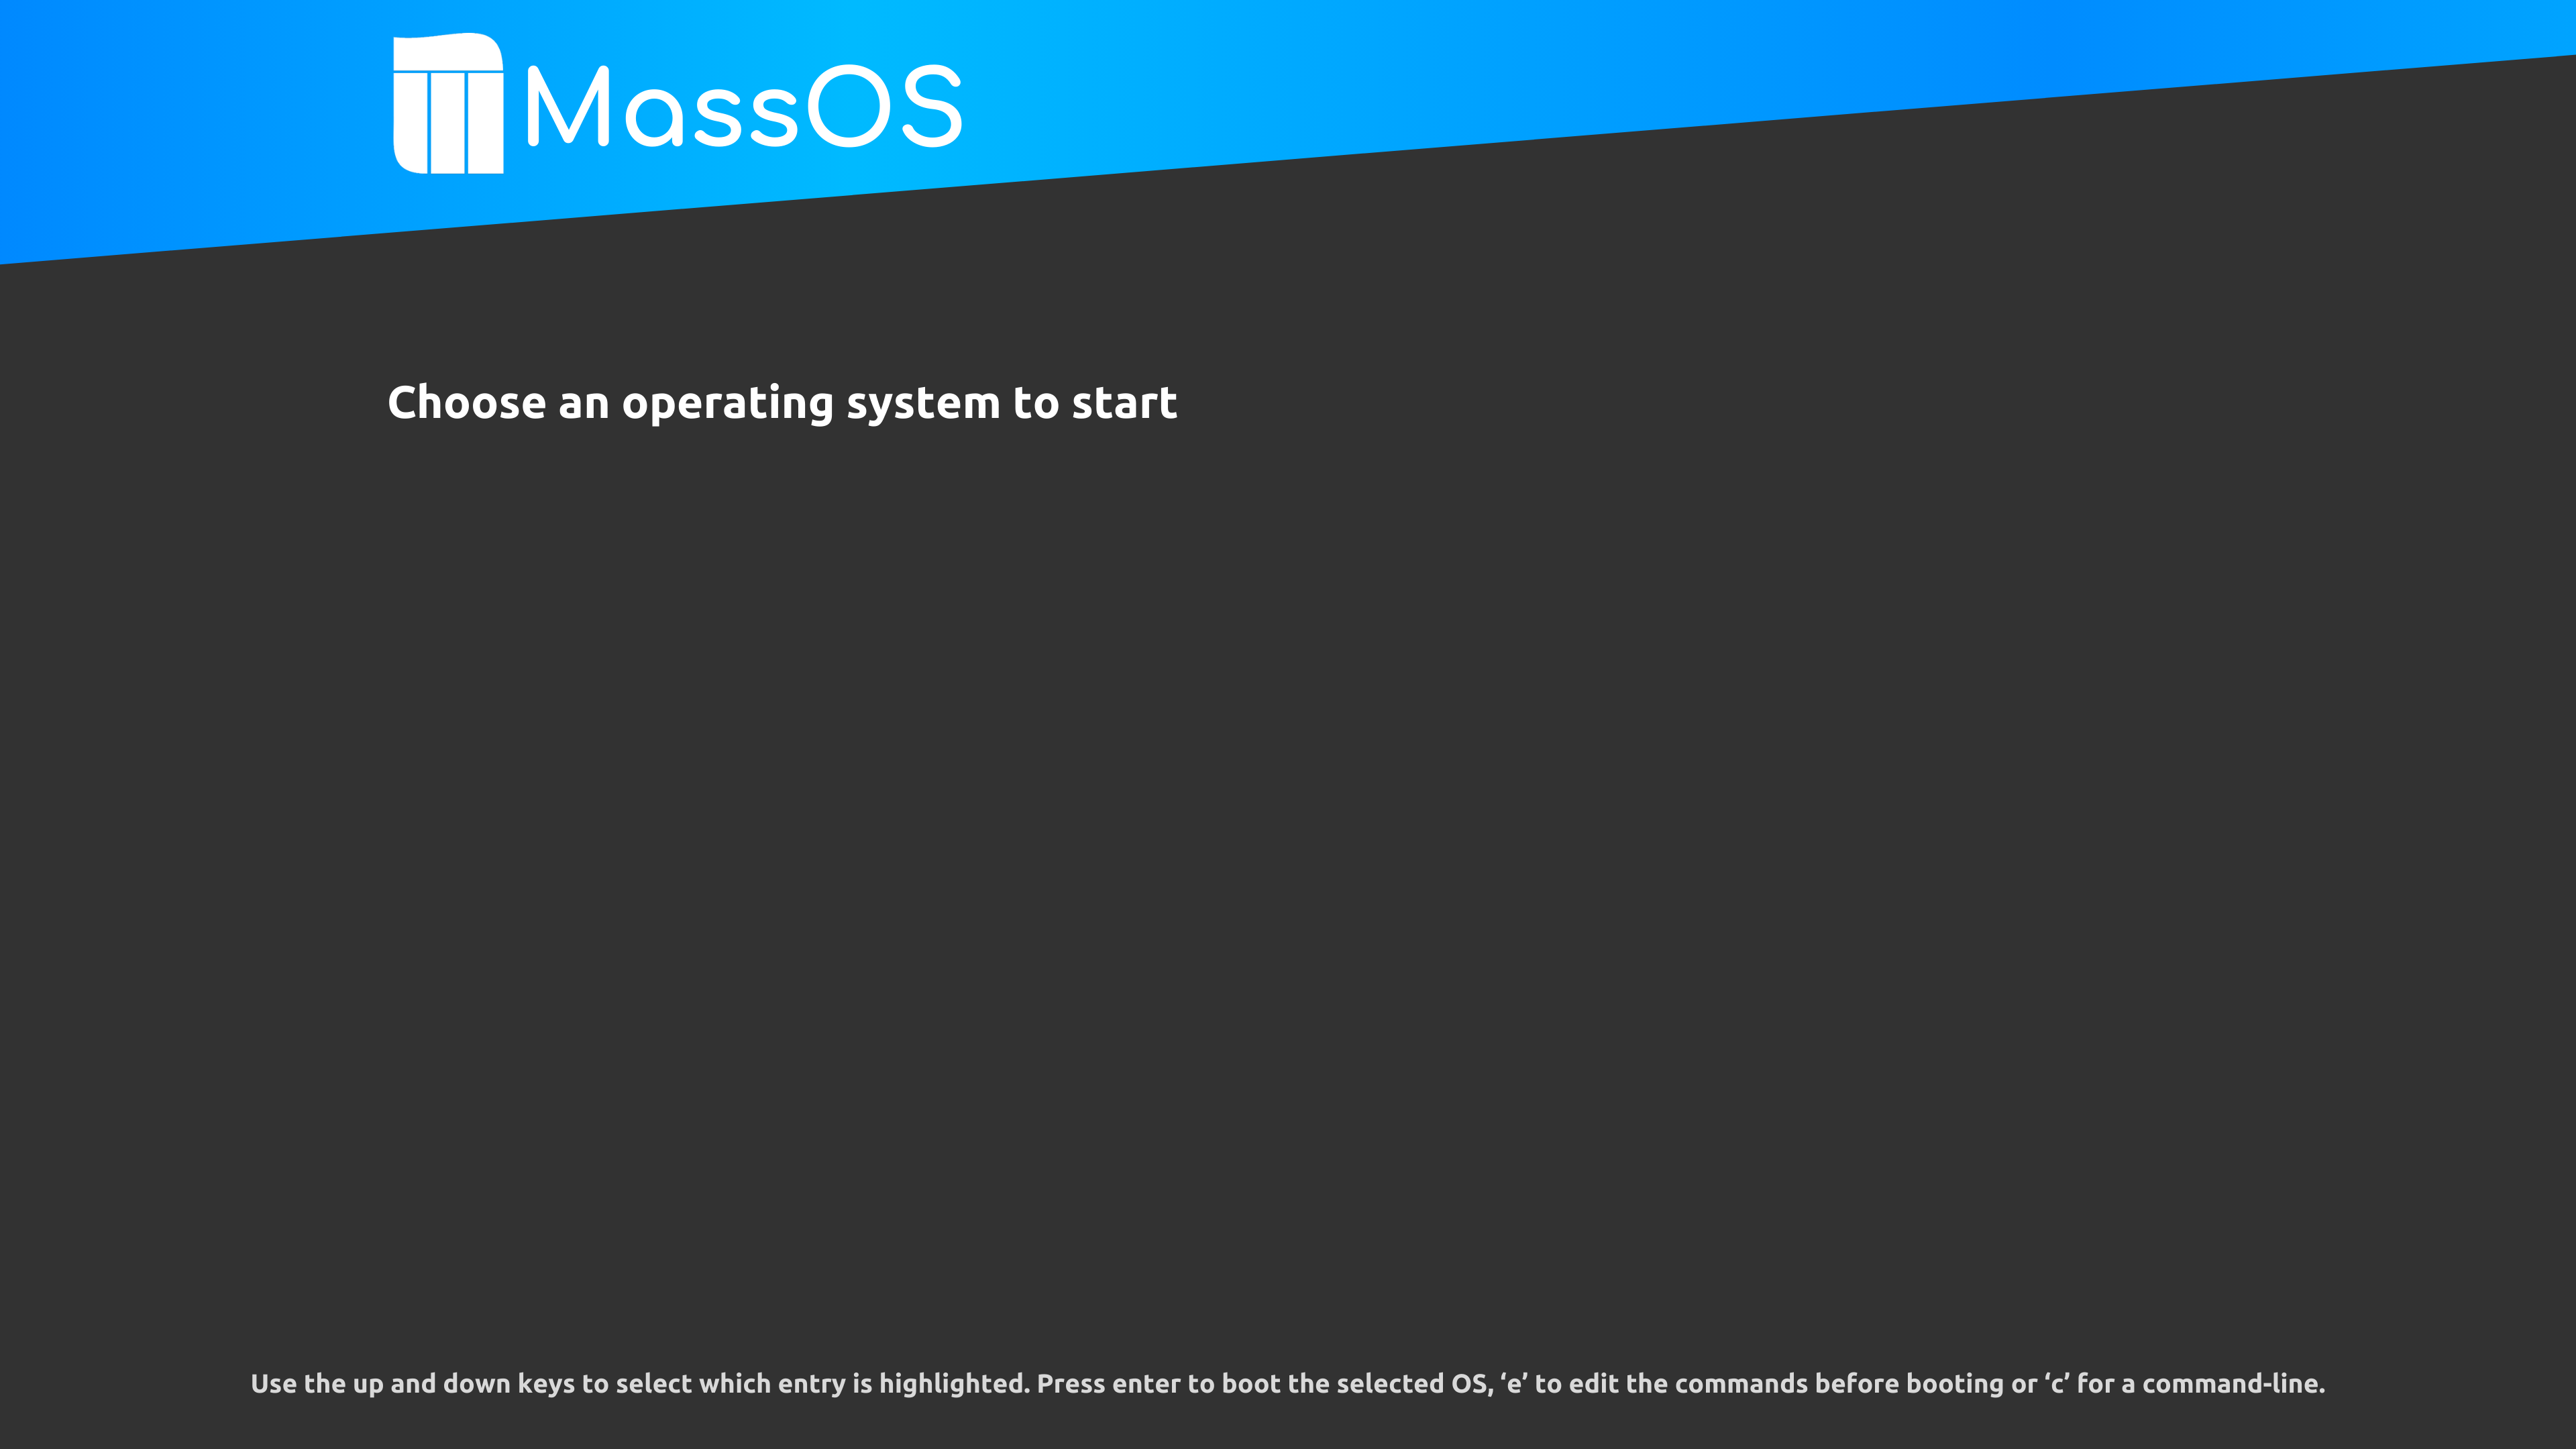 MassOS
Choose an operating system to start
Use the up and down keys to select which entry is highlighted. Press enter to boot the selected OS, ‘e’ to edit the commands before booting or ‘c’ for a command-line.